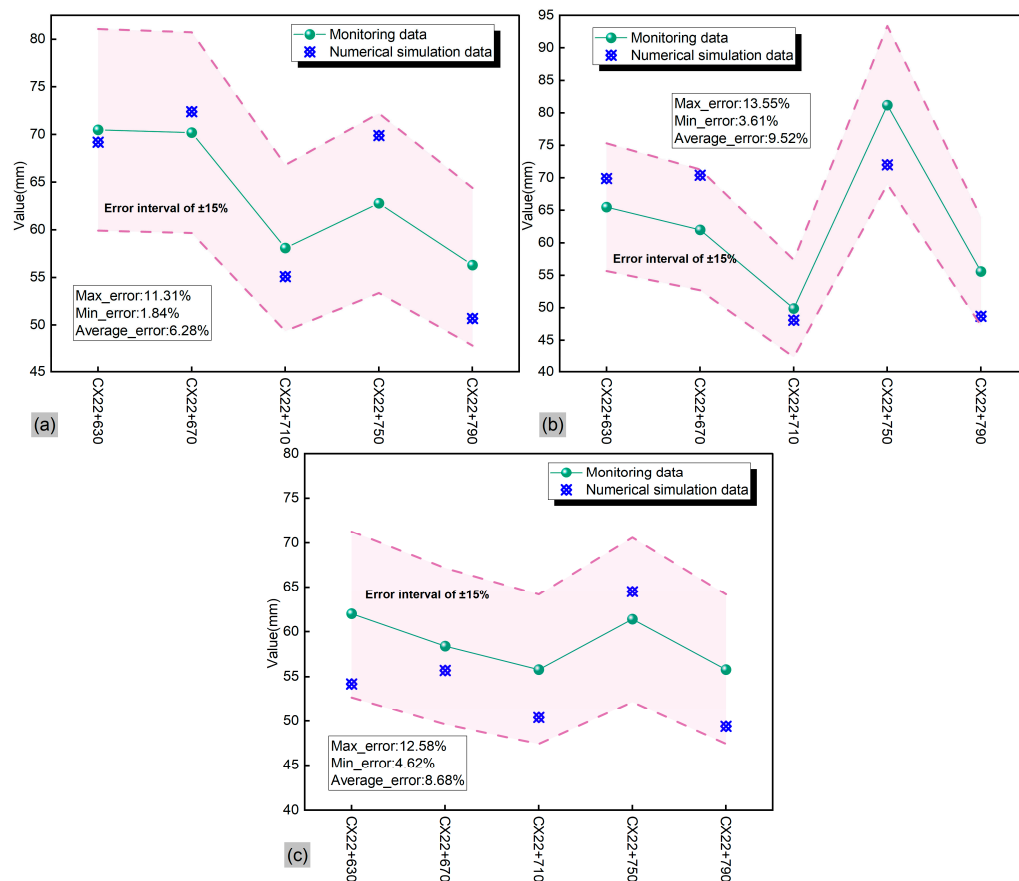 80
75
70
65
60
55
50
45
Value(mm)
Monitoring data
Numerical simulation data
Error interval of ±15%
Max_error:11.31%
Min_error:1.84%
Average_error:6.28%
CX22+630
CX22+670
CX22+710
CX22+750
CX22+790
(a)
95
90
85
80
75
70
65
60
55
50
45
40
Value(mm)
Monitoring data
Numerical simulation data
Max_error:13.55%
Min_error:3.61%
Average_error:9.52%
Error interval of ±15%
CX22+630
CX22+670
CX22+710
CX22+750
CX22+790
(b)
80
75
70
65
60
55
50
45
40
Value(mm)
Monitoring data
Numerical simulation data
Error interval of ±15%
Max_error:12.58%
Min_error:4.62%
Average_error:8.68%
CX22+630
CX22+670
CX22+710
CX22+750
CX22+790
(c)